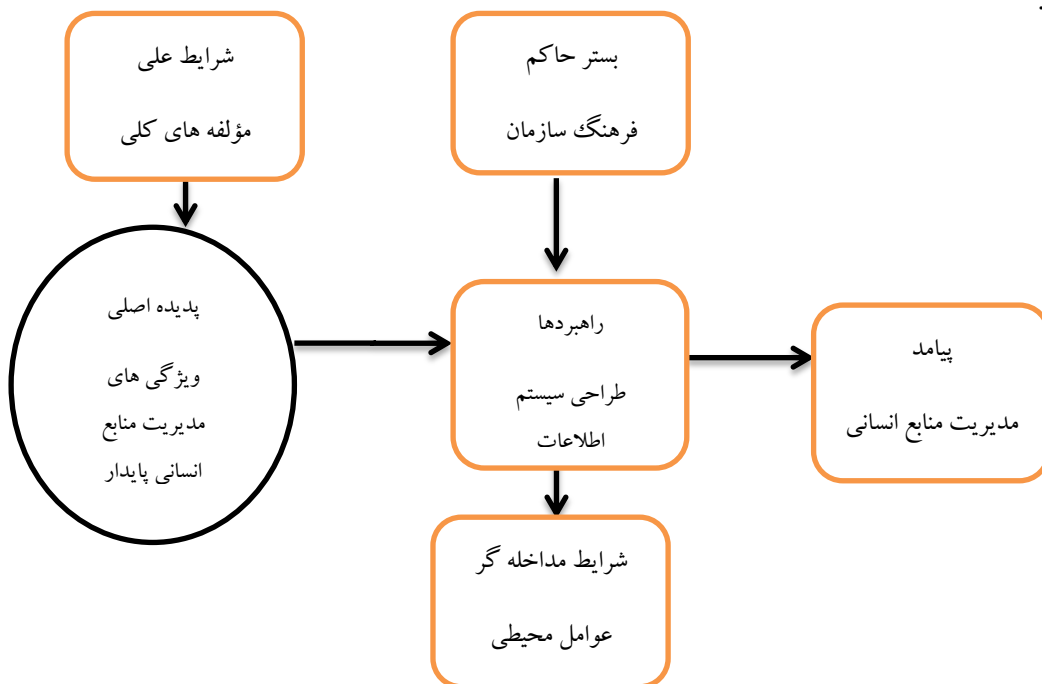 شرایط علی
مؤلفه های کلی
بستر حاکم
فرهنگ سازمان
پدیده اصلی
ویژگی های
مدیریت منابع
انسانی پایدار
راهبردها
طراحی سیستم
اطلاعات
پیامد
مدیریت منابع انسانی
شرایط مداخله گر
عوامل محیطی